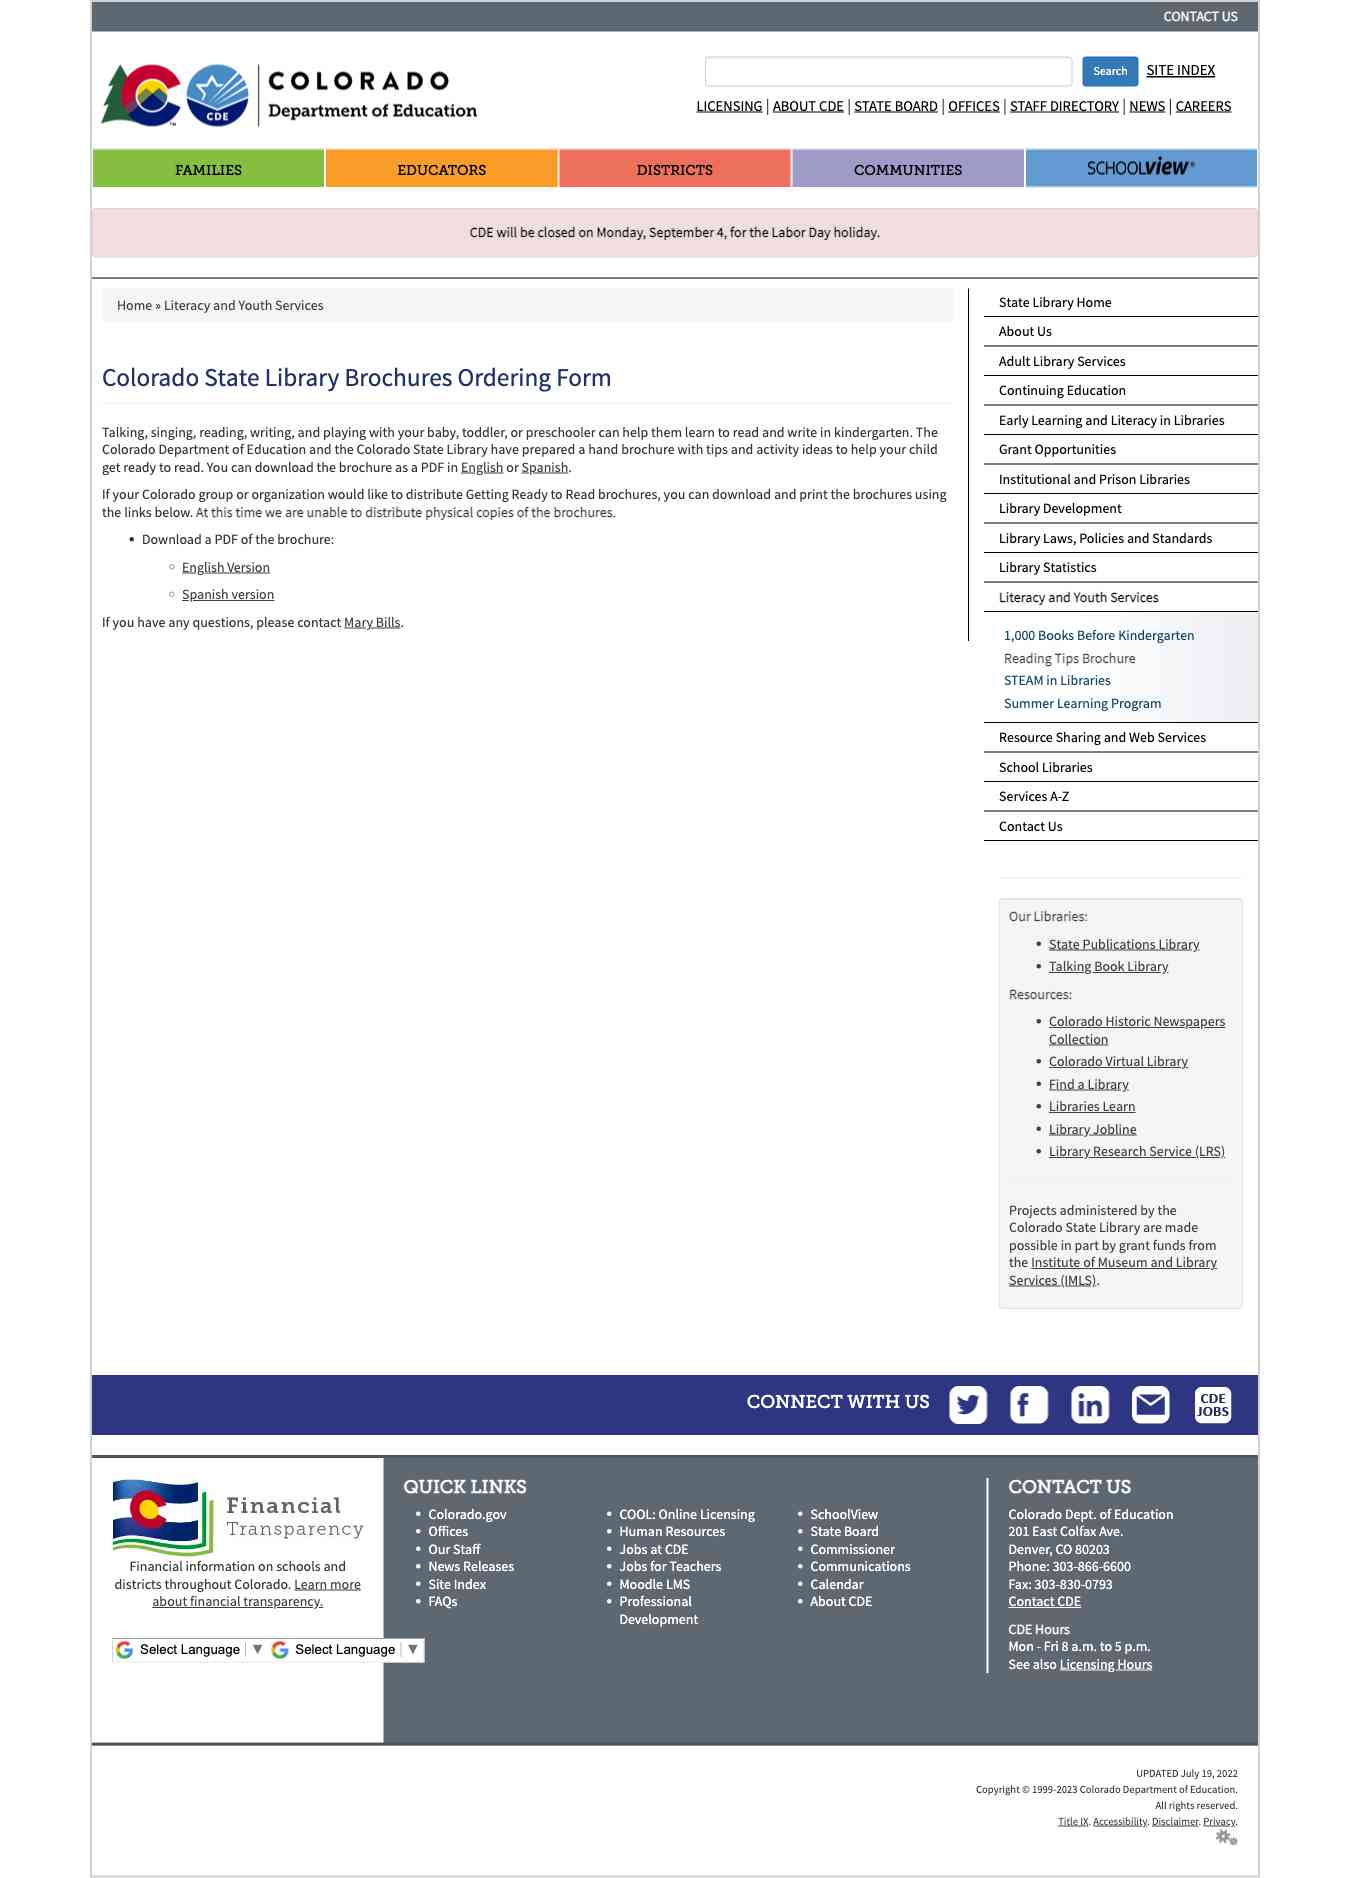 CONTACT US
COLORADO
Department of Education
CDE
TM
Search
SITE INDEX
LICENSING | ABOUT CDE | STATE BOARD | OFFICES | STAFF DIRECTORY | NEWS | CAREERS
FAMILIES
EDUCATORS
DISTRICTS
COMMUNITIES
SCHOOLview®
CDE will be closed on Monday, September 4, for the Labor Day holiday.
Home » Literacy and Youth Services
Colorado State Library Brochures Ordering Form
Talking, singing, reading, writing, and playing with your baby, toddler, or preschooler can help them learn to read and write in kindergarten. The
Colorado Department of Education and the Colorado State Library have prepared a hand brochure with tips and activity ideas to help your child
get ready to read. You can download the brochure as a PDF in English or Spanish.
If your Colorado group or organization would like to distribute Getting Ready to Read brochures, you can download and print the brochures using
the links below. At this time we are unable to distribute physical copies of the brochures.
• Download a PDF of the brochure:
○ English Version
○ Spanish version
If you have any questions, please contact Mary Bills.
State Library Home
About Us
Adult Library Services
Continuing Education
Early Learning and Literacy in Libraries
Grant Opportunities
Institutional and Prison Libraries
Library Development
Library Laws, Policies and Standards
Library Statistics
Literacy and Youth Services
1,000 Books Before Kindergarten
Reading Tips Brochure
STEAM in Libraries
Summer Learning Program
Resource Sharing and Web Services
School Libraries
Services A-Z
Contact Us
Our Libraries:
• State Publications Library
• Talking Book Library
Resources:
• Colorado Historic Newspapers
Collection
• Colorado Virtual Library
• Find a Library
• Libraries Learn
• Library Jobline
• Library Research Service (LRS)
Projects administered by the
Colorado State Library are made
possible in part by grant funds from
the Institute of Museum and Library
Services (IMLS).
CONNECT WITH US
CDE
JOBS
Financial
Transparency
Financial information on schools and
districts throughout Colorado. Learn more
about financial transparency.
Select Language ▼
Select Language ▼
QUICK LINKS
• Colorado.gov
• Offices
• Our Staff
• News Releases
• Site Index
• FAQs
• COOL: Online Licensing
• Human Resources
• Jobs at CDE
• Jobs for Teachers
• Moodle LMS
• Professional
Development
• SchoolView
• State Board
• Commissioner
• Communications
• Calendar
• About CDE
CONTACT US
Colorado Dept. of Education
201 East Colfax Ave.
Denver, CO 80203
Phone: 303-866-6600
Fax: 303-830-0793
Contact CDE
CDE Hours
Mon - Fri 8 a.m. to 5 p.m.
See also Licensing Hours
UPDATED July 19, 2022
Copyright © 1999-2023 Colorado Department of Education.
All rights reserved.
Title IX. Accessibility. Disclaimer. Privacy.